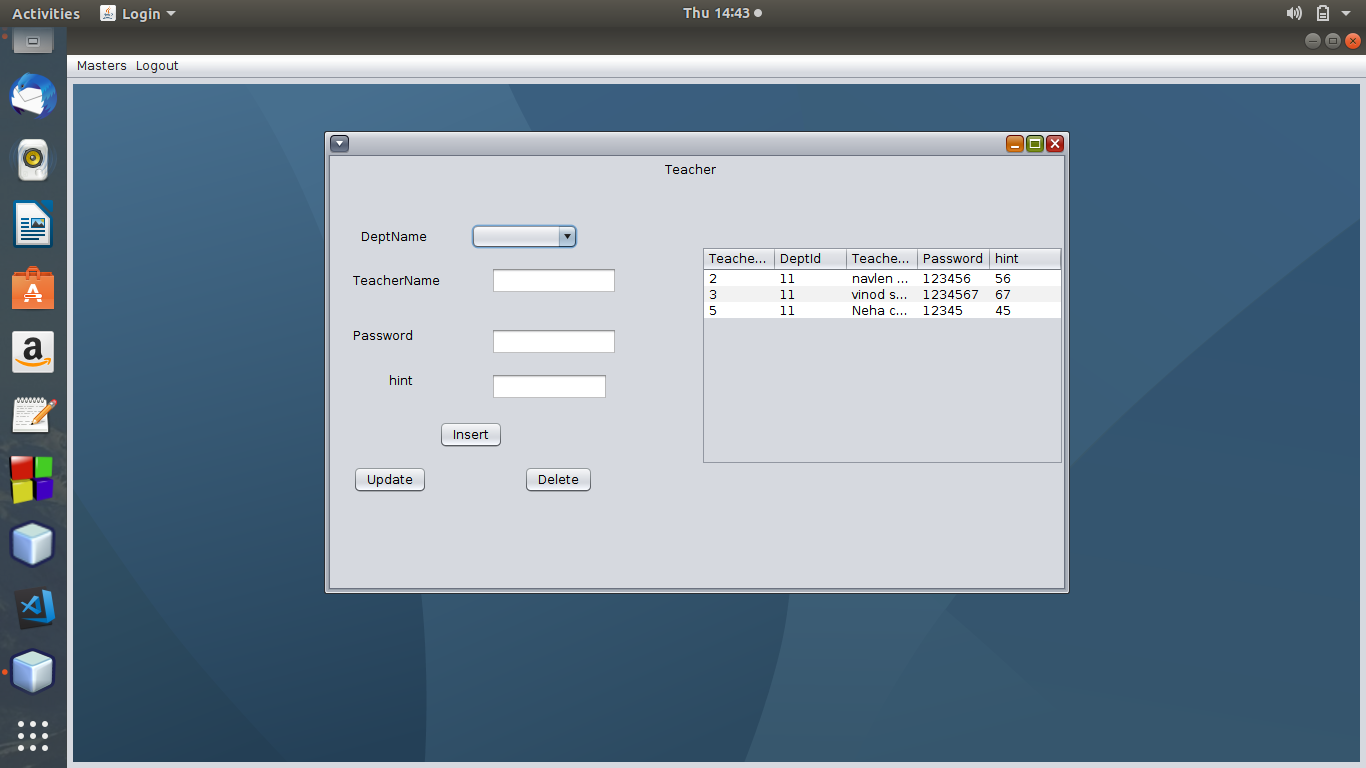 Activities Login Thu 14:43
Masters Logout
Teacher
DeptName
TeacherName
Password
hint
Insert
Update Delete
Teache... DeptId Teache... Password hint
2 11 navlen ... 123456 56
3 11 vinod s... 1234567 67
5 11 Neha c... 12345 45